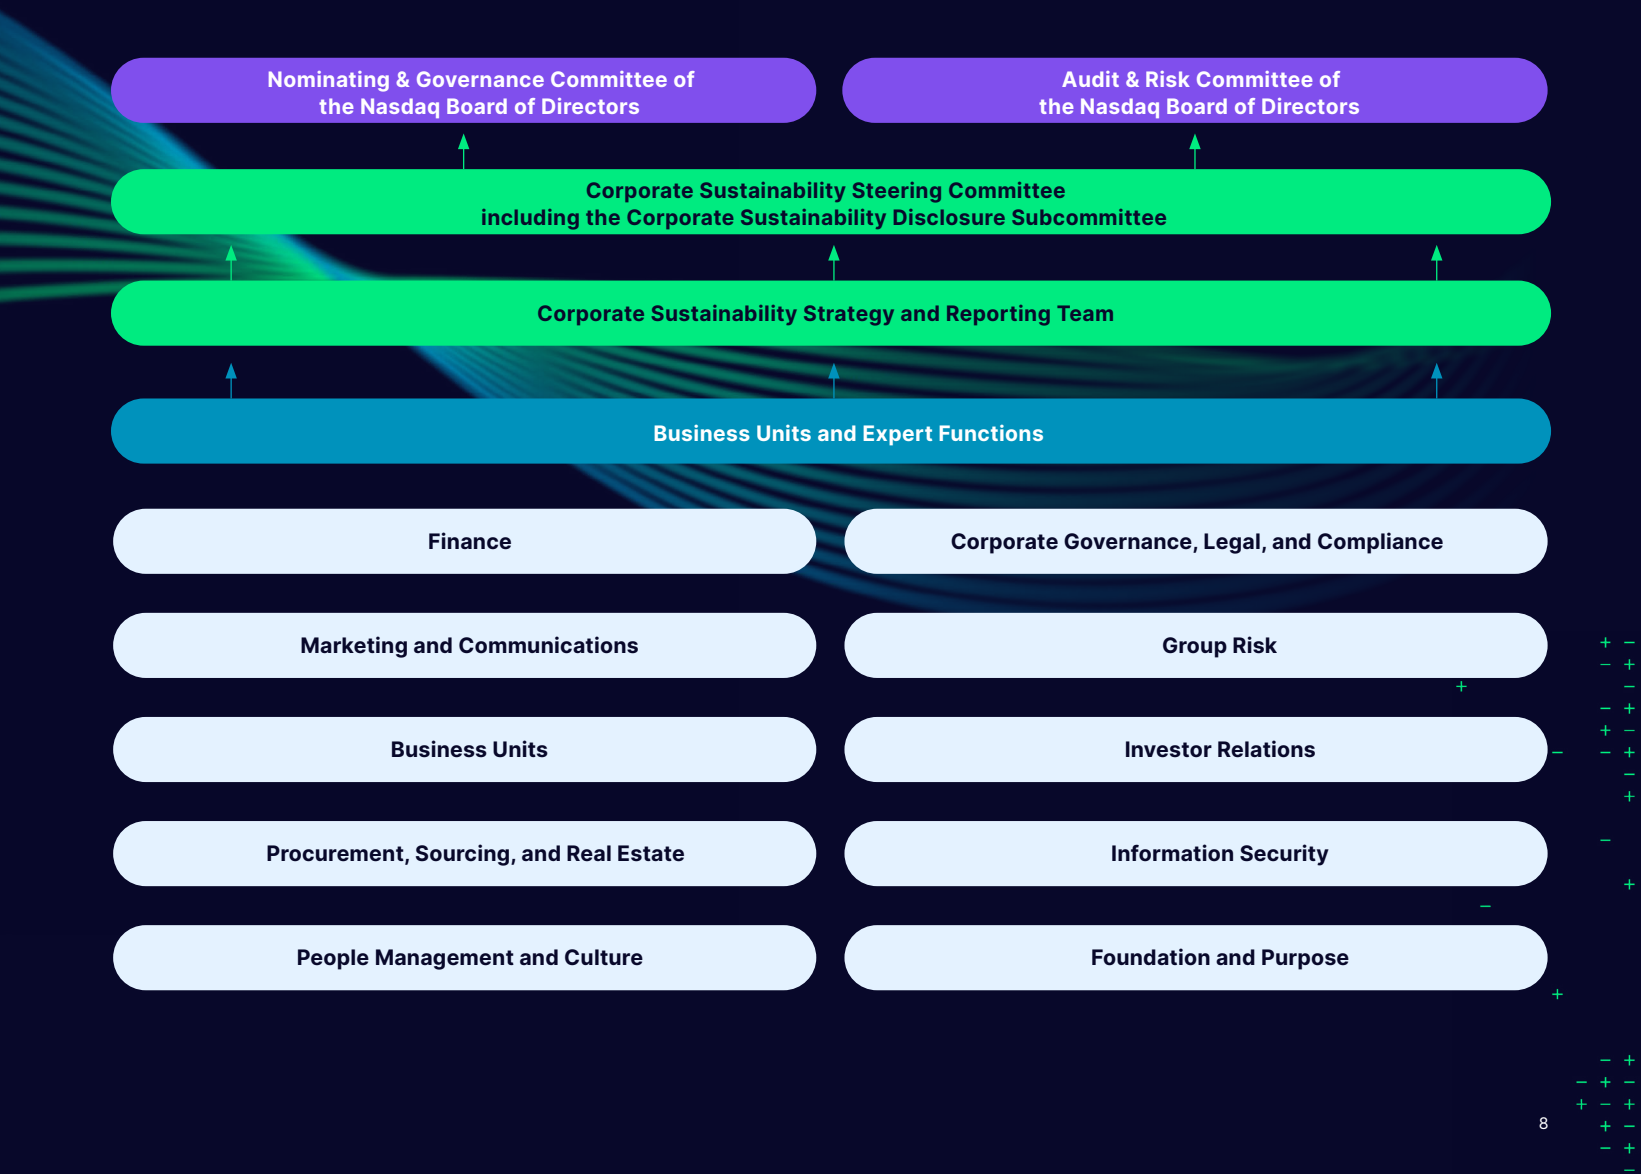 Nominating & Governance Committee of
the Nasdaq Board of Directors
Audit & Risk Committee of
the Nasdaq Board of Directors
Corporate Sustainability Steering Committee
including the Corporate Sustainability Disclosure Subcommittee
Corporate Sustainability Strategy and Reporting Team
Business Units and Expert Functions
Finance
Corporate Governance, Legal, and Compliance
Marketing and Communications
Group Risk
Business Units
Investor Relations
Procurement, Sourcing, and Real Estate
Information Security
People Management and Culture
Foundation and Purpose
8